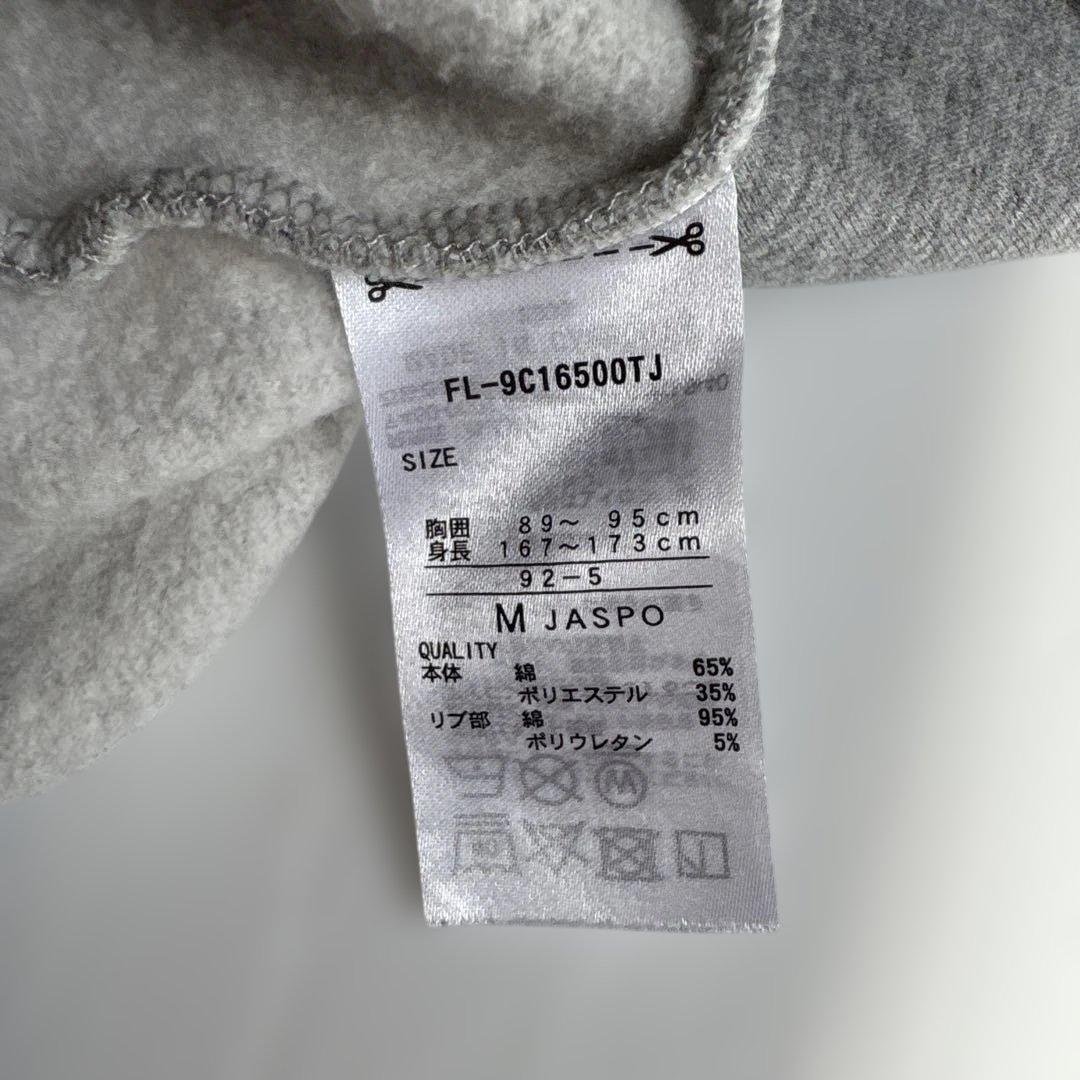 FL-9C16500TJ
SIZE
胸囲 89～ 95cm
身長 167～173cm
92-5
M JASPO
QUALITY
本体 綿 65%
ポリエステル 35%
リブ部 綿 95%
ポリウレタン 5%